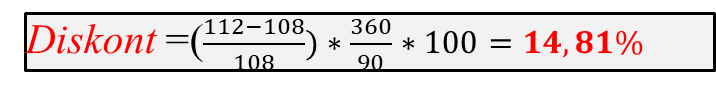 Diskont =((112−108)/108) * 360/90 * 100 = 14,81%